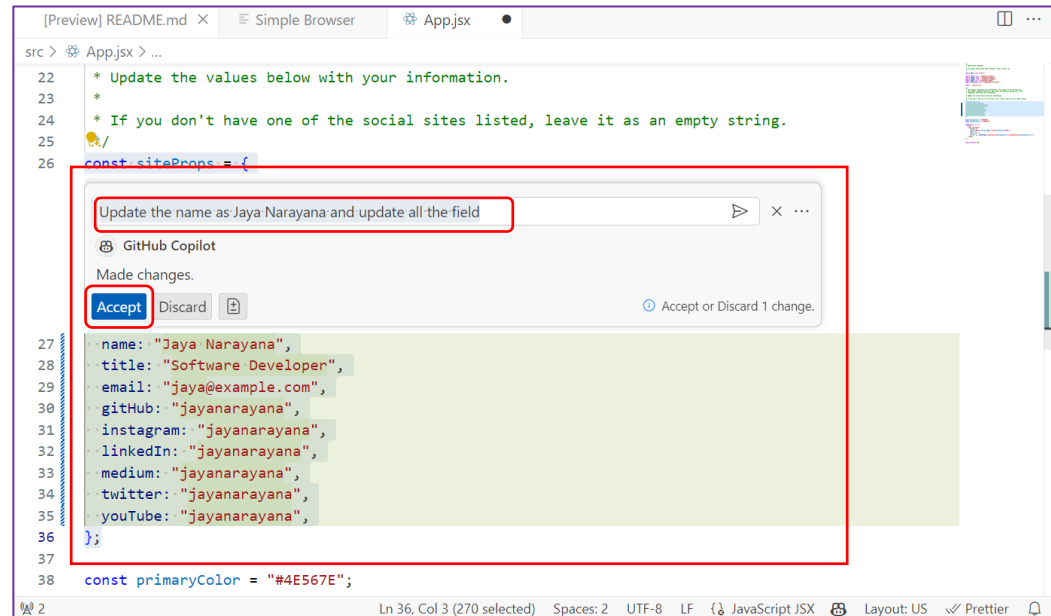 [Preview] README.md Simple Browser App.jsx
src > App.jsx > ...
22 * Update the values below with your information.
23 *
24 * If you don't have one of the social sites listed, leave it as an empty string.
25 */
26 const siteProps = {
Update the name as Jaya Narayana and update all the field
GitHub Copilot
Made changes.
Accept Discard Accept or Discard 1 change.
27 name: "Jaya Narayana",
28 title: "Software Developer",
29 email: "jaya@example.com",
30 gitHub: "jayanarayana",
31 instagram: "jayanarayana",
32 linkedIn: "jayanarayana",
33 medium: "jayanarayana",
34 twitter: "jayanarayana",
35 youTube: "jayanarayana",
36 };
37
38 const primaryColor = "#4E567E";
2 Ln 36, Col 3 (270 selected) Spaces: 2 UTF-8 LF JavaScript JSX Layout: US Prettier